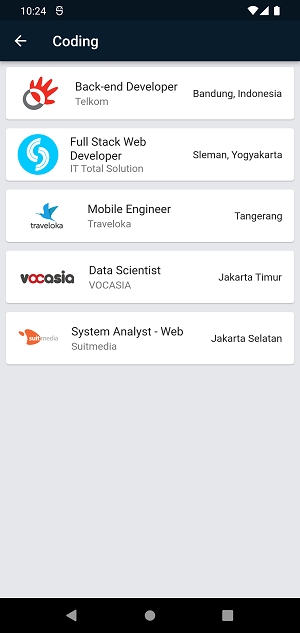 10:24
Coding
Back-end Developer
Telkom
Bandung, Indonesia
Full Stack Web
Developer
IT Total Solution
Sleman, Yogyakarta
traveloka
Mobile Engineer
Traveloka
Tangerang
vocasia
Data Scientist
VOCASIA
Jakarta Timur
suitmedia
System Analyst - Web
Suitmedia
Jakarta Selatan